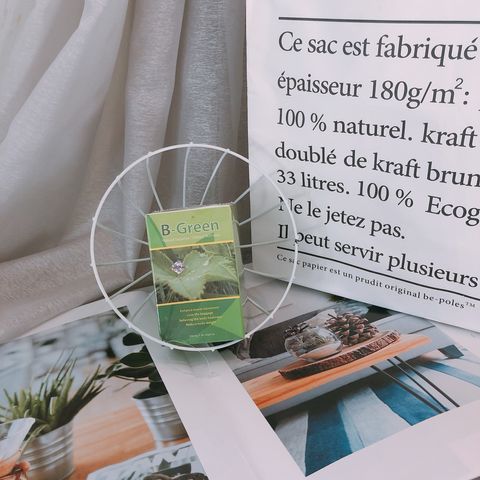 Ce sac est fabriqué
épaisseur 180g/m²:
100 % naturel. kraft
doublé de kraft brun
33 litres. 100 % Ecog
Ne le jetez pas.
Il peut servir plusieurs
Ce sac papier est un prudit original be-poles™
B-Green